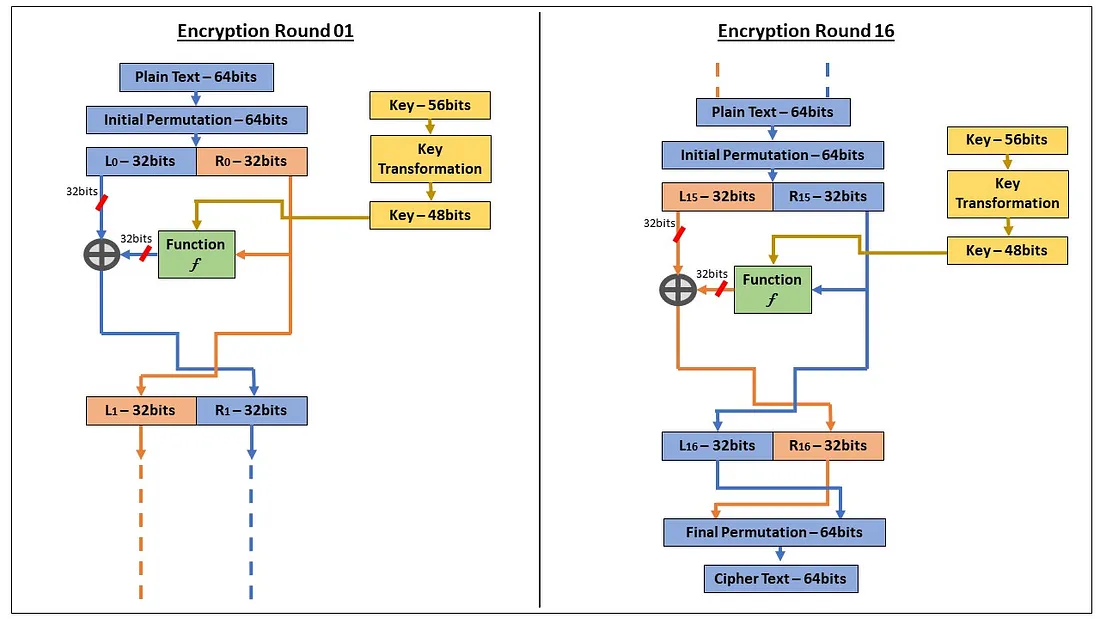 Encryption Round 01
Plain Text – 64bits
Initial Permutation – 64bits
L0 – 32bits
R0 – 32bits
Key – 56bits
Key
Transformation
Key – 48bits
32bits
32bits
Function
ƒ
L1 – 32bits
R1 – 32bits
Encryption Round 16
Plain Text – 64bits
Initial Permutation – 64bits
L15 – 32bits
R15 – 32bits
Key – 56bits
Key
Transformation
Key – 48bits
32bits
32bits
Function
ƒ
L16 – 32bits
R16 – 32bits
Final Permutation – 64bits
Cipher Text – 64bits